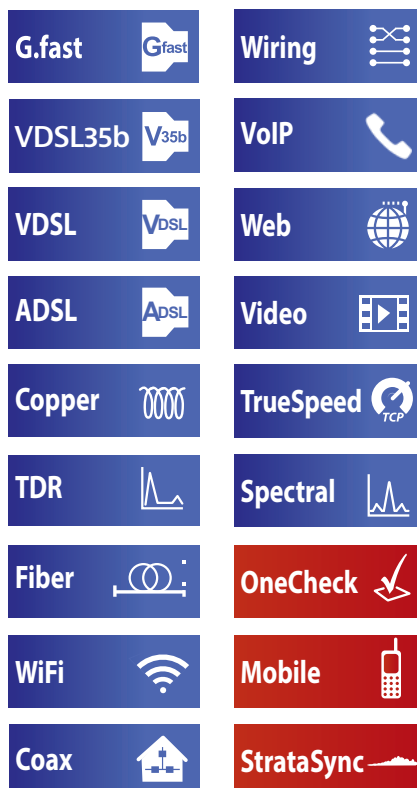 G.fast Gfast
Wiring
VDSL35b V35b
VoIP
VDSL VDSL
Web
ADSL ADSL
Video
Copper
TrueSpeed TCP
TDR
Spectral
Fiber
OneCheck
WiFi
Mobile
Coax
StrataSync